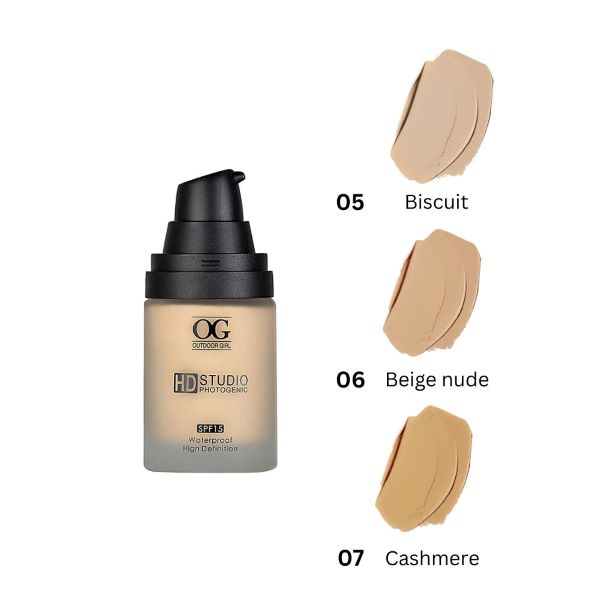 OG
OUTDOOR GIRL
HD STUDIO
PHOTOGENIC
SPF15
Waterproof
High Definition
05 Biscuit
06 Beige nude
07 Cashmere